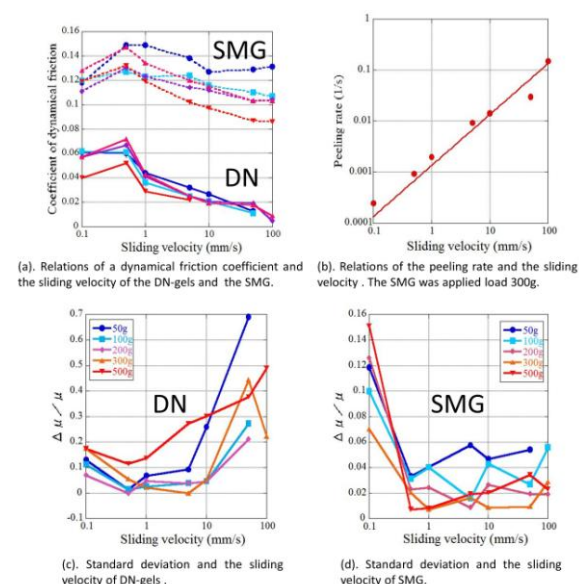 (a)
0.16
0.14
0.12
0.1
0.08
0.06
0.04
0.02
0
Coefficient of dynamical friction
SMG
DN
0.1
1
10
100
Sliding velocity (mm/s)
(b)
1
0.1
0.01
0.001
0.0001
Peeling rate (1/s)
0.1
1
10
100
Sliding velocity (mm/s)
(a). Relations of a dynamical friction coefficient and
the sliding velocity of the DN-gels and the SMG.
(b). Relations of the peeling rate and the sliding
velocity . The SMG was applied load 300g.
0.7
0.6
0.5
0.4
0.3
0.2
0.1
0
-0.1
Δμ/μ
50g
100g
200g
300g
500g
DN
0.1
1
10
100
Sliding velocity (mm/s)
0.16
0.14
0.12
0.1
0.08
0.06
0.04
0.02
0
Δμ/μ
50g
100g
200g
300g
500g
SMG
0.1
1
10
100
Sliding velocity (mm/s)
(c). Standard deviation and the sliding
velocity of DN-gels .
(d). Standard deviation and the sliding
velocity of SMG.